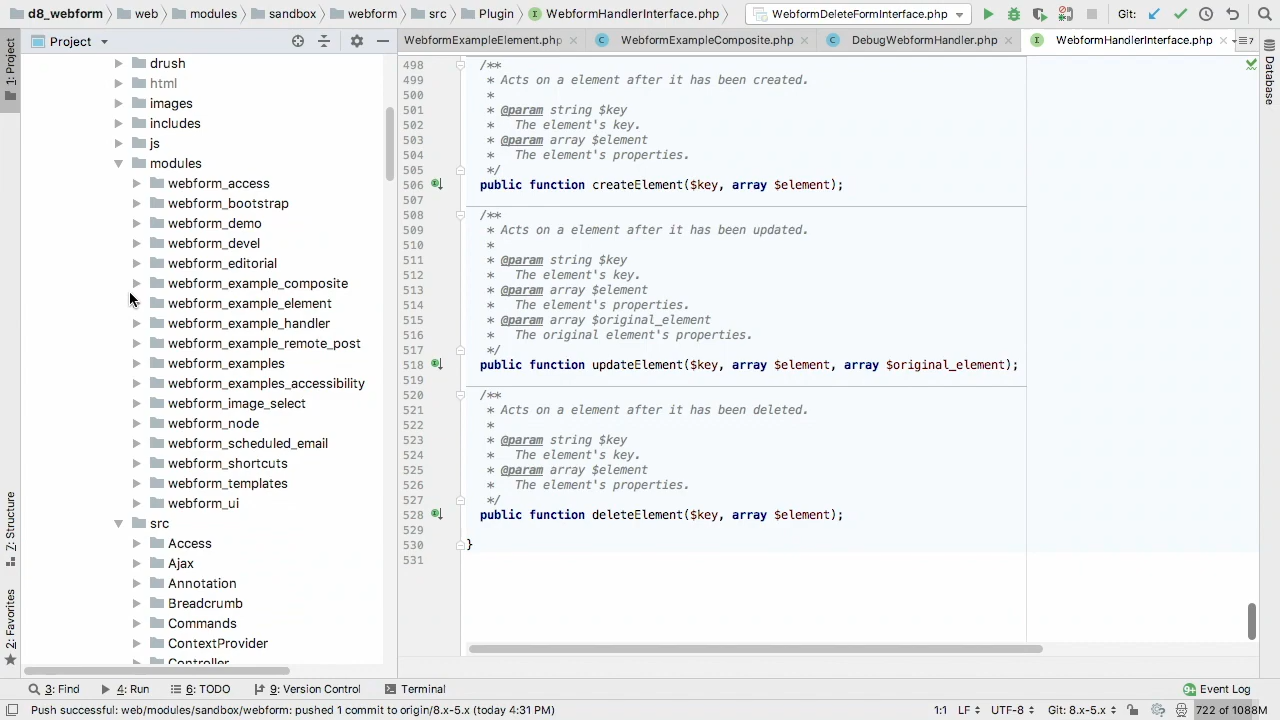 d8_webform web modules sandbox webform src Plugin WebformHandlerInterface.php WebformDeleteFormInterface.php Git:
1: Project
Project
WebformExampleElement.php WebformExampleComposite.php DebugWebformHandler.php WebformHandlerInterface.php 7
Database
drush
html
images
includes
js
modules
webform_access
webform_bootstrap
webform_demo
webform_devel
webform_editorial
webform_example_composite
webform_example_element
webform_example_handler
webform_example_remote_post
webform_examples
webform_examples_accessibility
webform_image_select
webform_node
webform_scheduled_email
webform_shortcuts
webform_templates
webform_ui
src
Access
Ajax
Annotation
Breadcrumb
Commands
ContextProvider
Controller
Z: Structure
2: Favorites
498 /**
499 * Acts on a element after it has been created.
500 *
501 * @param string $key
502 * The element's key.
503 * @param array $element
504 * The element's properties.
505 */
506 public function createElement($key, array $element);
507
508 /**
509 * Acts on a element after it has been updated.
510 *
511 * @param string $key
512 * The element's key.
513 * @param array $element
514 * The element's properties.
515 * @param array $original_element
516 * The original element's properties.
517 */
518 public function updateElement($key, array $element, array $original_element);
519
520 /**
521 * Acts on a element after it has been deleted.
522 *
523 * @param string $key
524 * The element's key.
525 * @param array $element
526 * The element's properties.
527 */
528 public function deleteElement($key, array $element);
529
530 }
531
3: Find 4: Run 6: TODO 9: Version Control Terminal 9+ Event Log
Push successful: web/modules/sandbox/webform: pushed 1 commit to origin/8.x-5.x (today 4:31 PM) 1:1 LF UTF-8 Git: 8.x-5.x 722 of 1088M